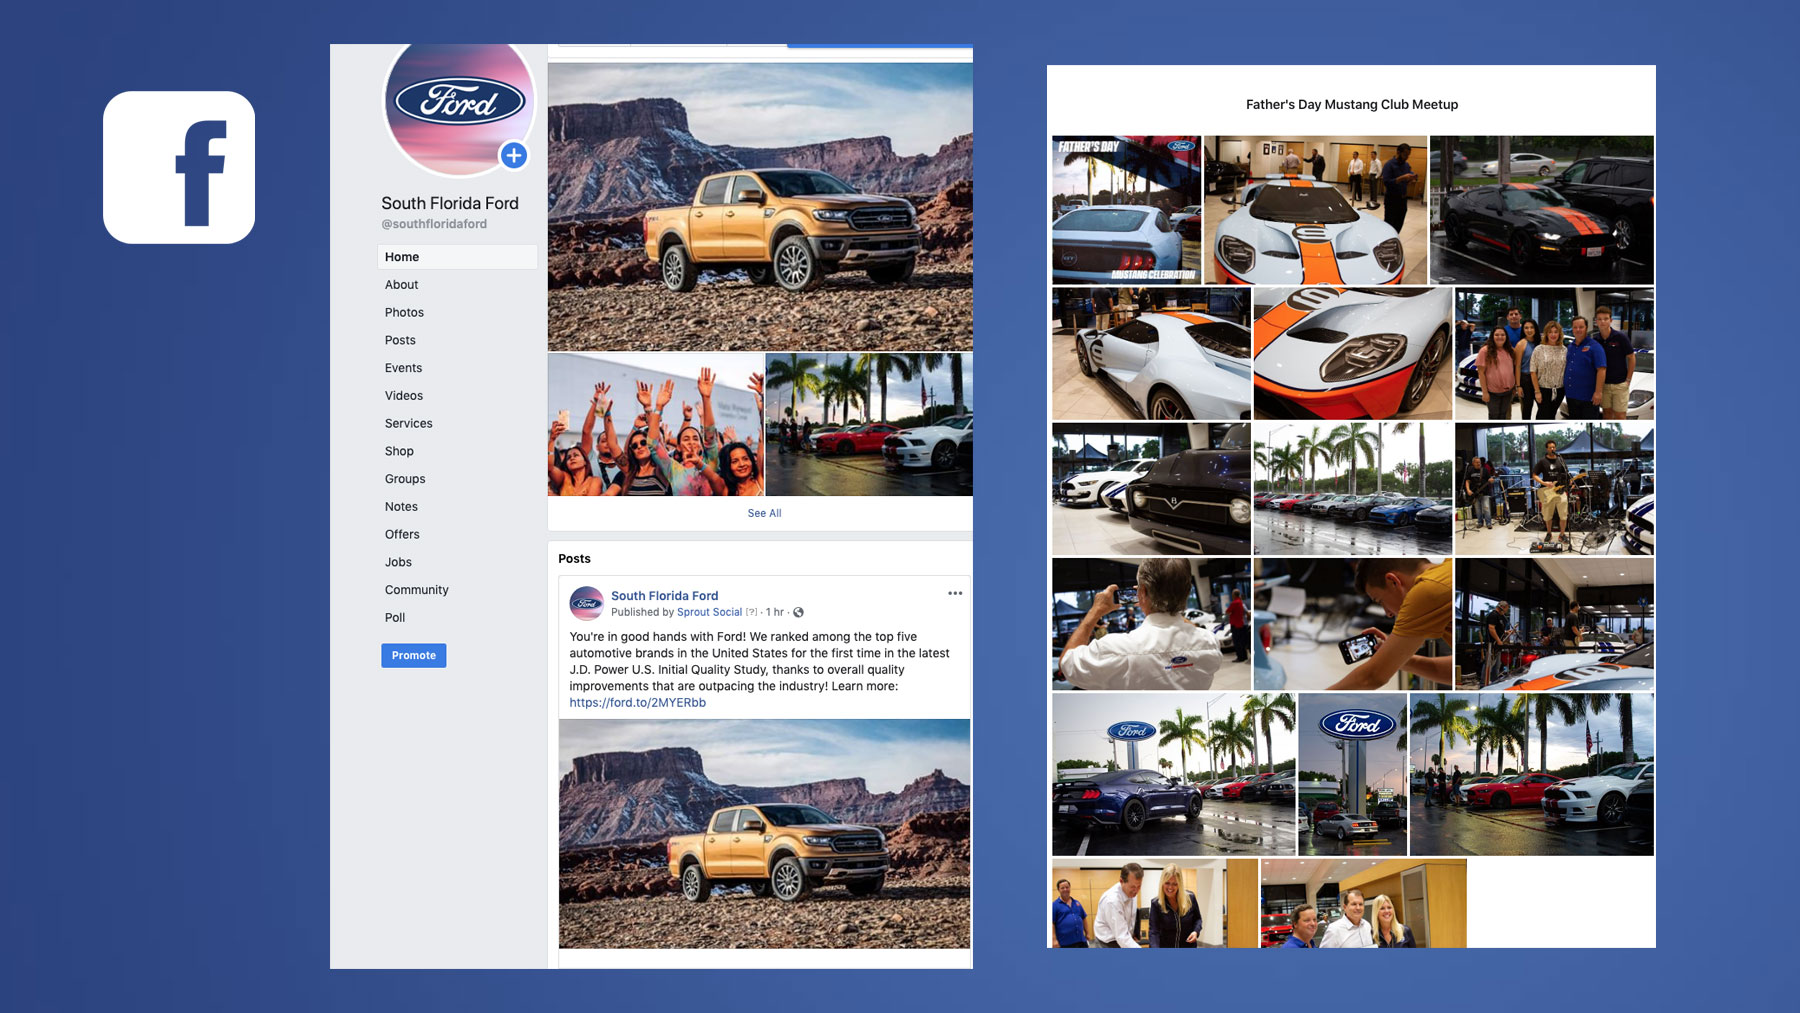 f
Ford
South Florida Ford
@southfloridaford
Home
About
Photos
Posts
Events
Videos
Services
Shop
Groups
Notes
Offers
Jobs
Community
Poll
Promote
See All
Posts
Ford
South Florida Ford
Published by Sprout Social [?] · 1 hr ·
You're in good hands with Ford! We ranked among the top five
automotive brands in the United States for the first time in the latest
J.D. Power U.S. Initial Quality Study, thanks to overall quality
improvements that are outpacing the industry! Learn more:
https://ford.to/2MYERbb
Father's Day Mustang Club Meetup
FATHER'S DAY
Ford
MUSTANG CELEBRATION
Ford
Ford